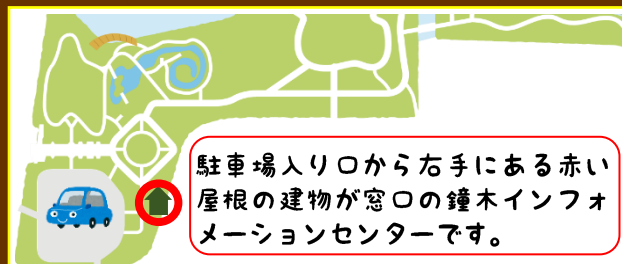 駐車場入り口から右手にある赤い
屋根の建物が窓口の鐘木インフォ
メーションセンターです。